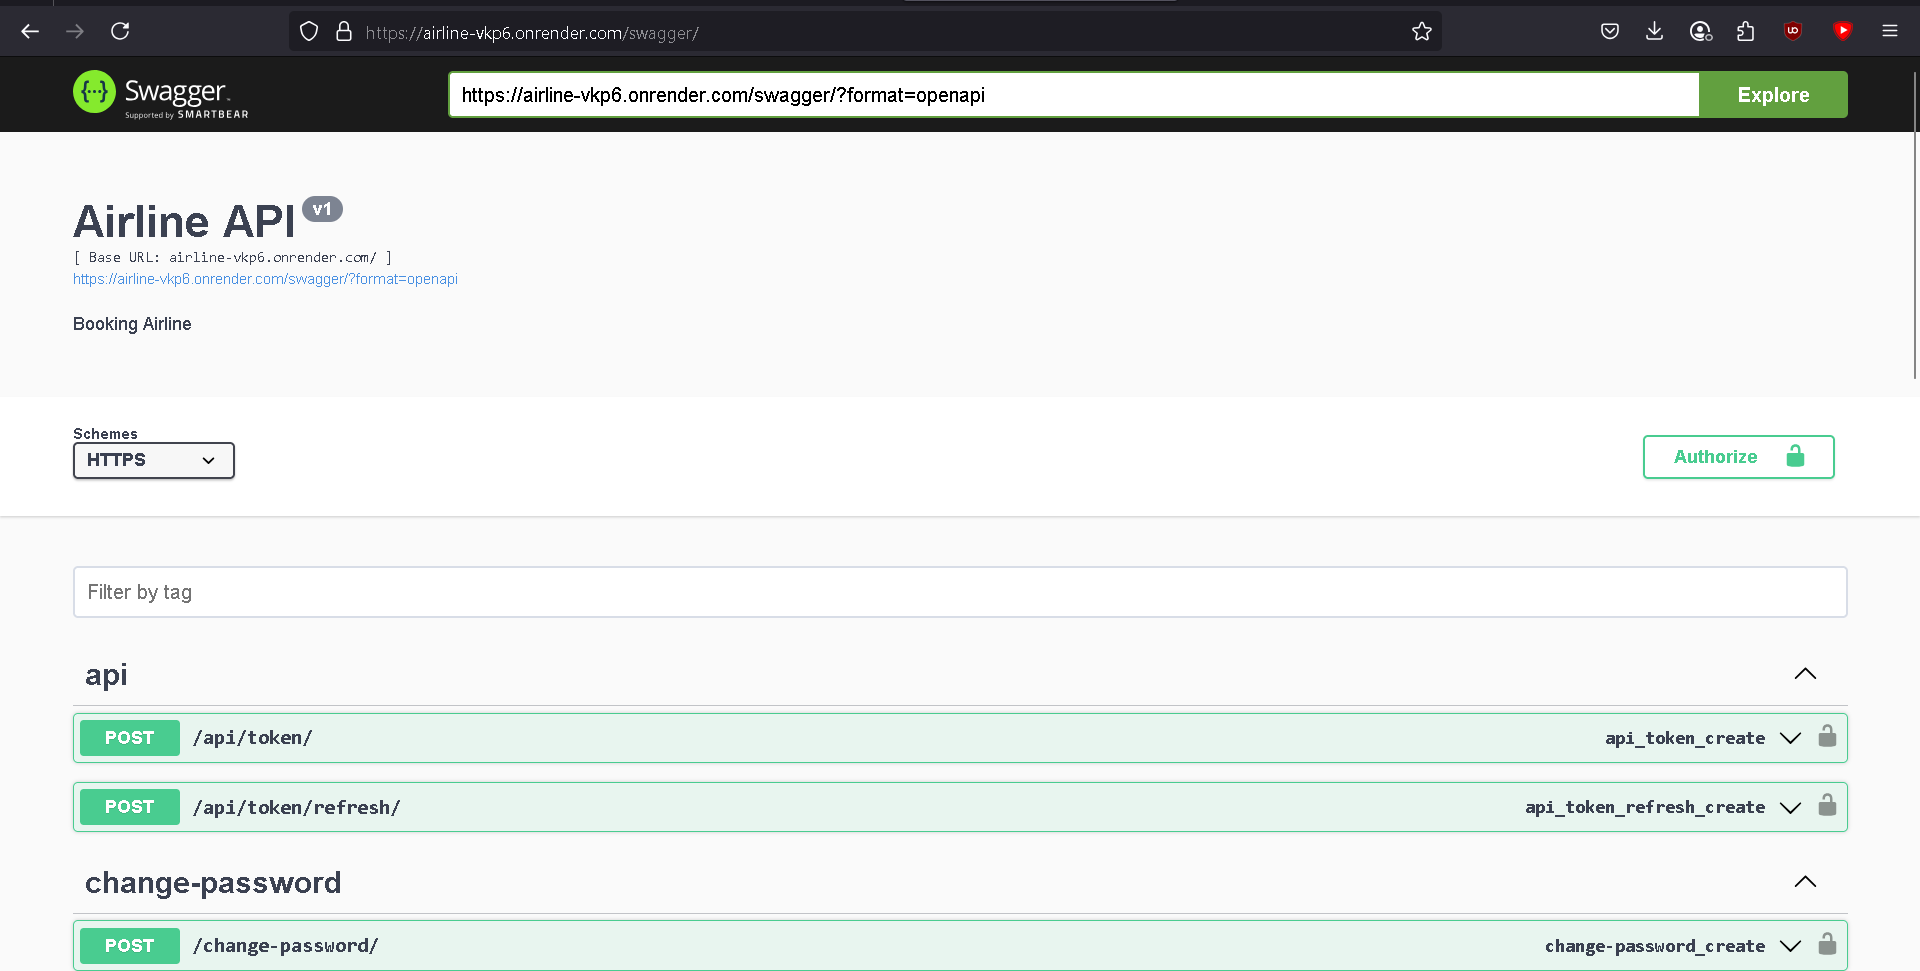 https://airline-vkp6.onrender.com/swagger/
Swagger
Supported by SMARTBEAR
https://airline-vkp6.onrender.com/swagger/?format=openapi
Explore
Airline API v1
[ Base URL: airline-vkp6.onrender.com/ ]
https://airline-vkp6.onrender.com/swagger/?format=openapi
Booking Airline
Schemes
HTTPS
Authorize
Filter by tag
api
POST /api/token/ api_token_create
POST /api/token/refresh/ api_token_refresh_create
change-password
POST /change-password/ change-password_create